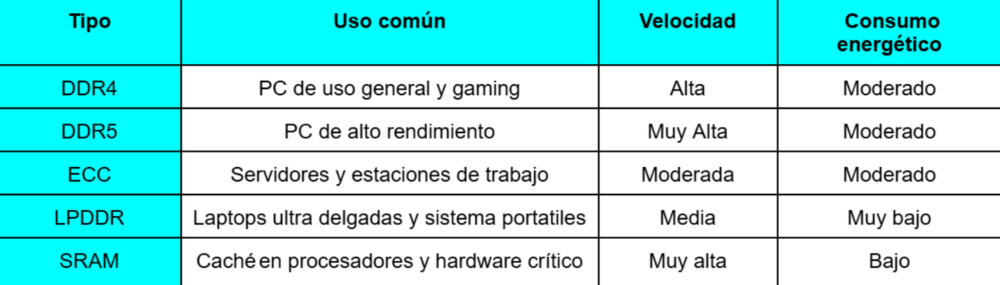 Tipo Uso común Velocidad Consumo energético
DDR4 PC de uso general y gaming Alta Moderado
DDR5 PC de alto rendimiento Muy Alta Moderado
ECC Servidores y estaciones de trabajo Moderada Moderado
LPDDR Laptops ultra delgadas y sistema portatiles Media Muy bajo
SRAM Caché en procesadores y hardware crítico Muy alta Bajo